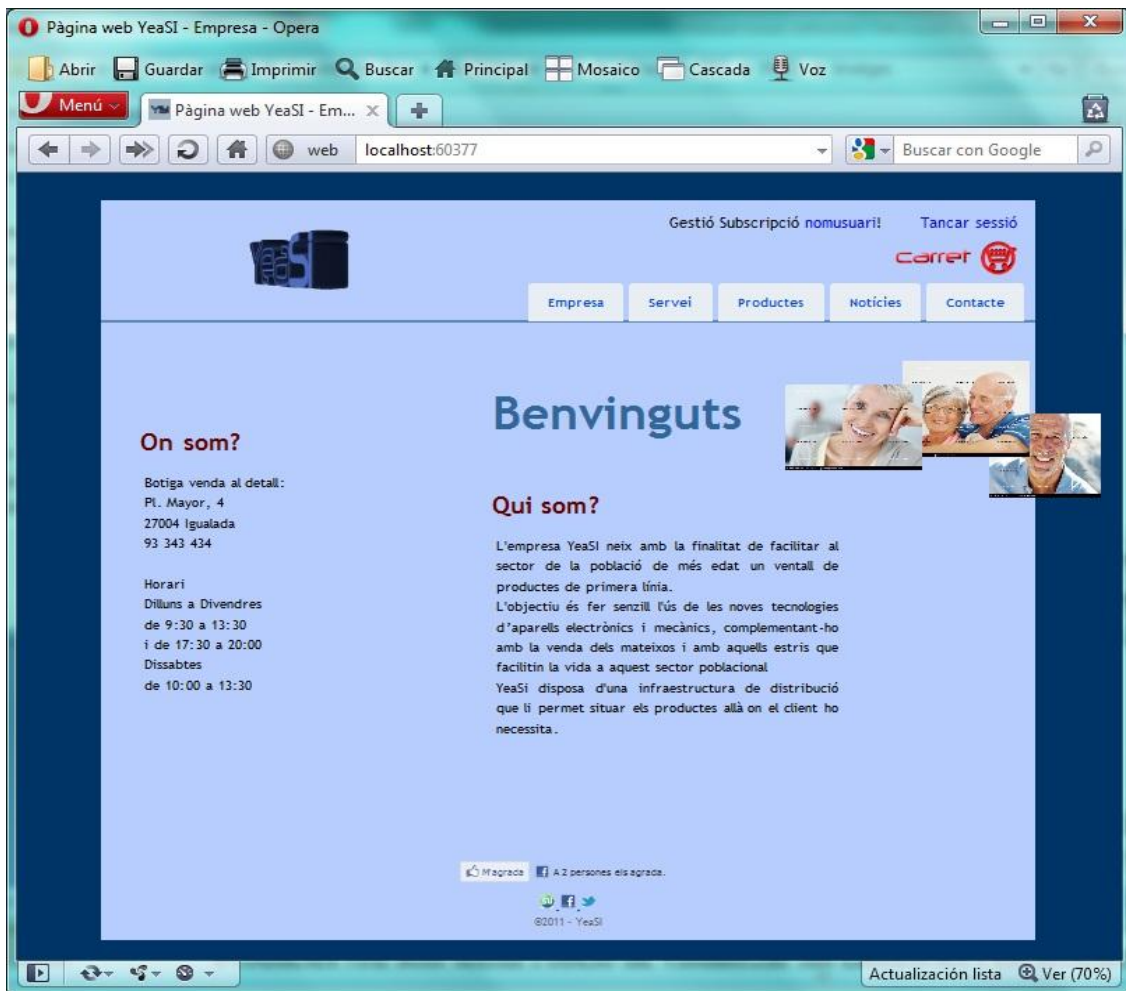 Pàgina web YeaSI - Empresa - Opera
Abrir Guardar Imprimir Buscar Principal Mosaico Cascada Voz
Menú Pàgina web YeaSI - Em...
web localhost:60377 Buscar con Google
Gestió Subscripció nomusuari! Tancar sessió
carret
Empresa Servei Productes Notícies Contacte
Benvinguts
On som?
Botiga venda al detall:
Pl. Mayor, 4
27004 Igualada
93 343 434
Horari
Dilluns a Divendres
de 9:30 a 13:30
i de 17:30 a 20:00
Dissabtes
de 10:00 a 13:30
Qui som?
L'empresa YeaSI neix amb la finalitat de facilitar al
sector de la població de més edat un ventall de
productes de primera línia.
L'objectiu és fer senzill l'ús de les noves tecnologies
d'aparells electrònics i mecànics, complementant-ho
amb la venda dels mateixos i amb aquells estris que
facilitin la vida a aquest sector poblacional
YeaSi disposa d'una infraestructura de distribució
que li permet situar els productes allà on el client ho
necessita.
M'agrada A 2 persones els agrada.
©2011 - YeaSI
Actualización lista Ver (70%)